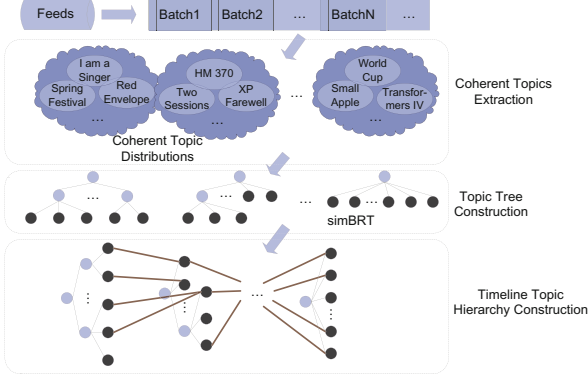 Feeds
Batch1
Batch2
...
BatchN
...
I am a
Singer
Spring
Festival
Red
Envelope
...
HM 370
Two
Sessions
XP
Farewell
...
...
World
Cup
Small
Apple
Transfor-
mers IV
...
Coherent Topic
Distributions
Coherent Topics
Extraction
...
...
...
...
simBRT
Topic Tree
Construction
...
...
...
...
Timeline Topic
Hierarchy Construction